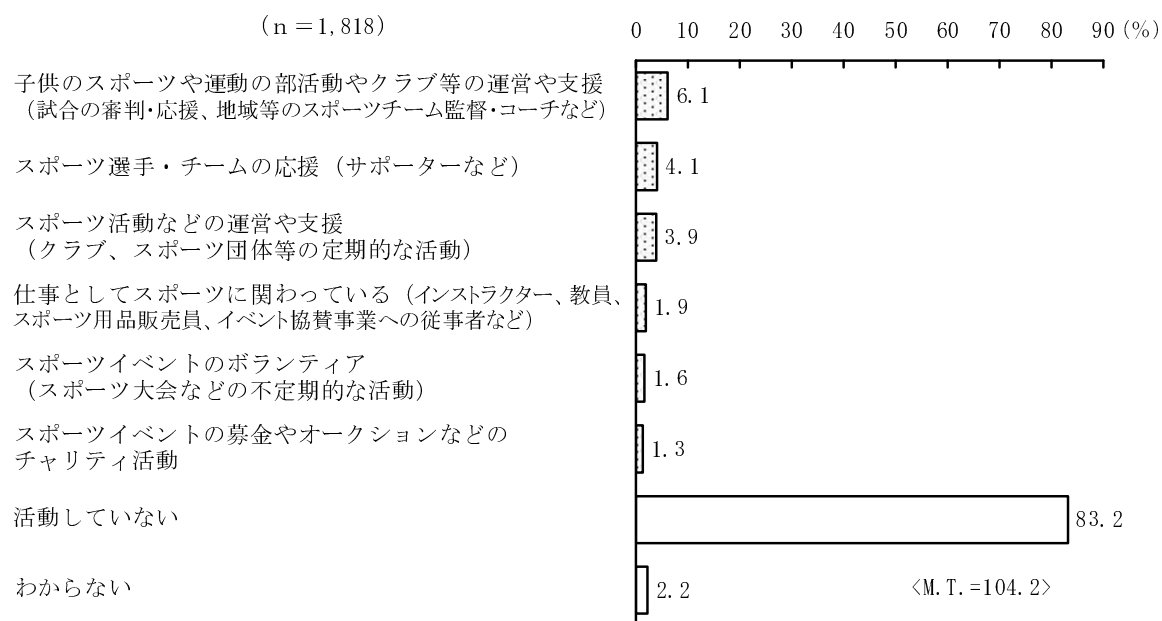 (n=1,818)
0 10 20 30 40 50 60 70 80 90 (%)
子供のスポーツや運動の部活動やクラブ等の運営や支援
(試合の審判・応援、地域等のスポーツチーム監督・コーチなど)
6.1
スポーツ選手・チームの応援(サポーターなど)
4.1
スポーツ活動などの運営や支援
(クラブ、スポーツ団体等の定期的な活動)
3.9
仕事としてスポーツに関わっている(インストラクター、教員、
スポーツ用品販売員、イベント協賛事業への従事者など)
1.9
スポーツイベントのボランティア
(スポーツ大会などの不定期的な活動)
1.6
スポーツイベントの募金やオークションなどの
チャリティ活動
1.3
活動していない
83.2
わからない
2.2
<M.T.=104.2>